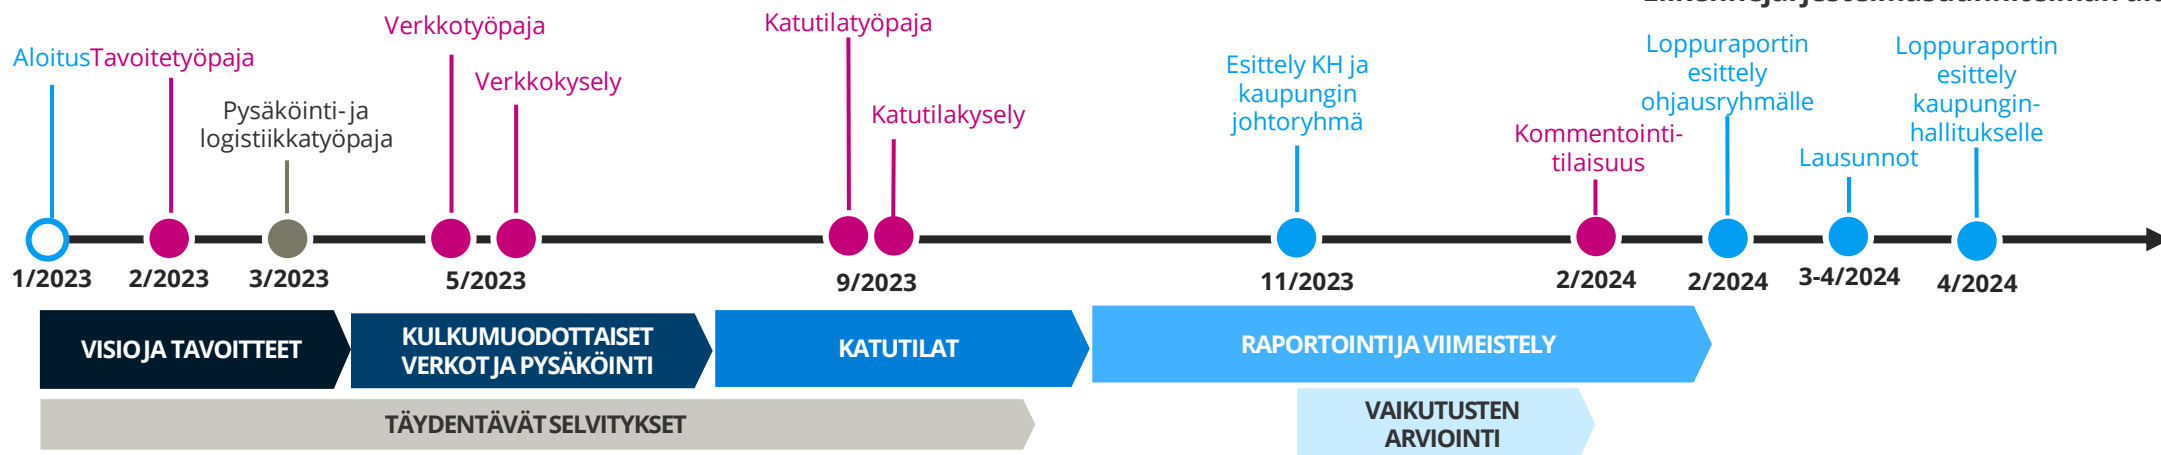 Aloitus
Tavoitetyöpaja
Pysäköinti- ja
logistiikkatyöpaja
Verkkotyöpaja
Verkkokysely
Katutilatyöpaja
Katutilakysely
Esittely KH ja
kaupungin
johtoryhmä
Kommentointi-
tilaisuus
Loppuraportin
esittely
ohjausryhmälle
Lausunnot
Loppuraportin
esittely
kaupungin-
hallitukselle
1/2023
2/2023
3/2023
5/2023
9/2023
11/2023
2/2024
2/2024
3-4/2024
4/2024
VISIO JA TAVOITTEET
KULKUMUODOTTAISET
VERKOT JA PYSÄKÖINTI
KATUTILAT
RAPORTOINTI JA VIIMEISTELY
TÄYDENTÄVÄT SELVITYKSET
VAIKUTUSTEN
ARVIOINTI